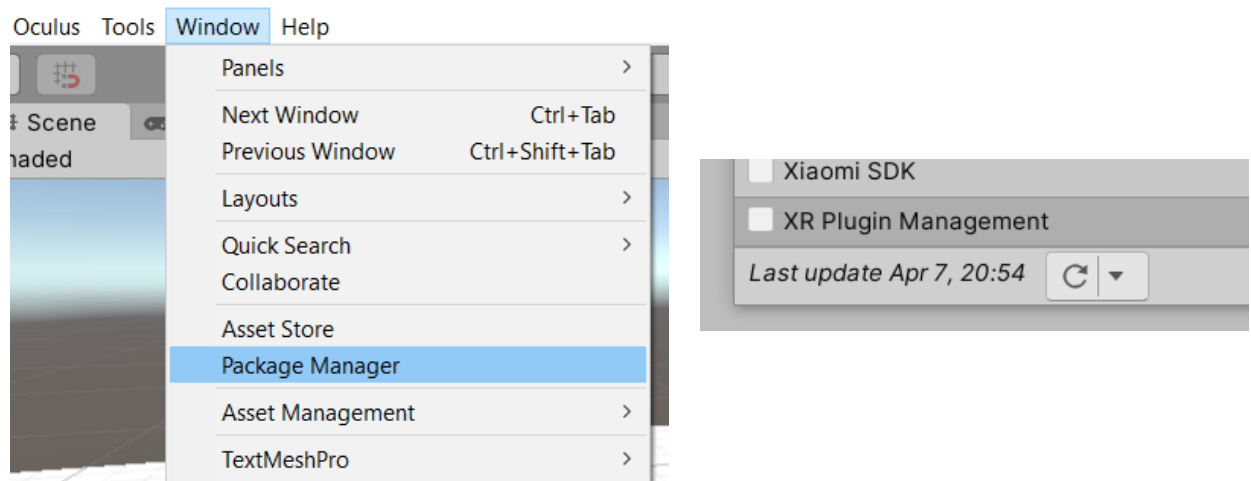 Oculus Tools Window Help
Panels
Scene
Next Window Ctrl+Tab
haded
Previous Window Ctrl+Shift+Tab
Layouts
Quick Search
Collaborate
Asset Store
Package Manager
Asset Management
TextMeshPro
Xiaomi SDK
XR Plugin Management
Last update Apr 7, 20:54